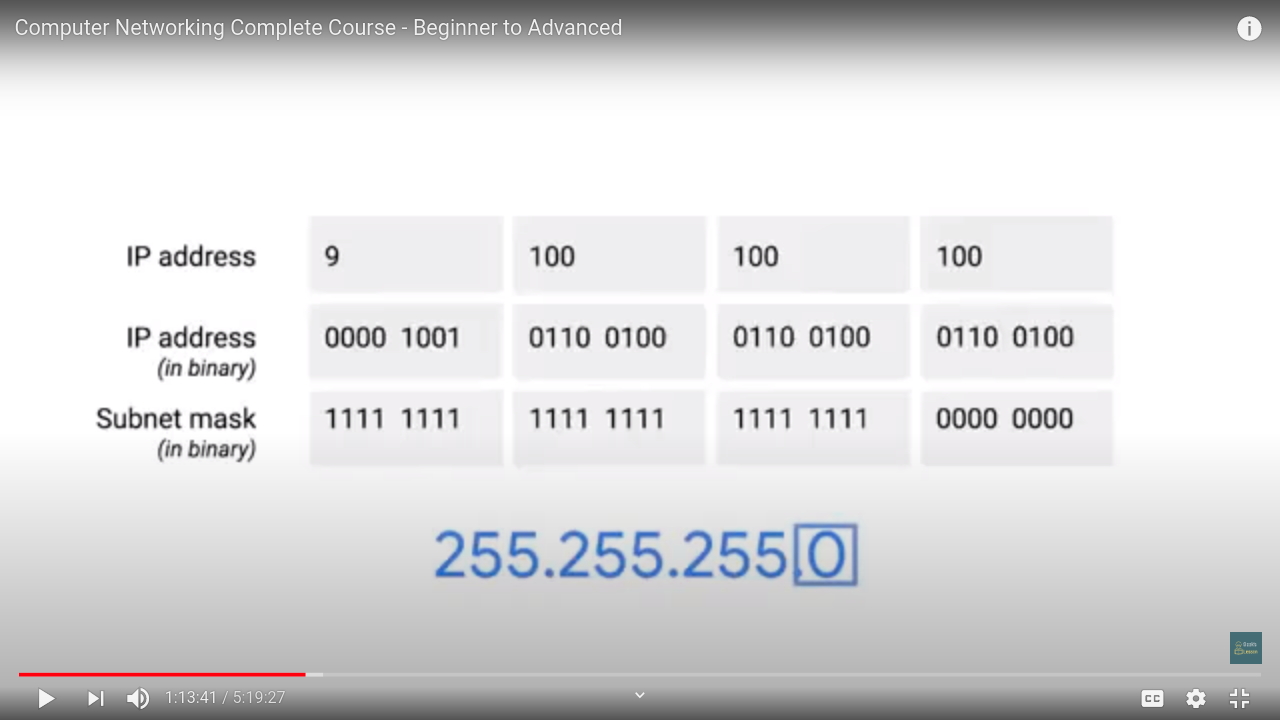 Computer Networking Complete Course - Beginner to Advanced
IP address 9 100 100 100
IP address 0000 1001 0110 0100 0110 0100 0110 0100
(in binary)
Subnet mask 1111 1111 1111 1111 1111 1111 0000 0000
(in binary)
255.255.255.0
1:13:41 / 5:19:27
CC